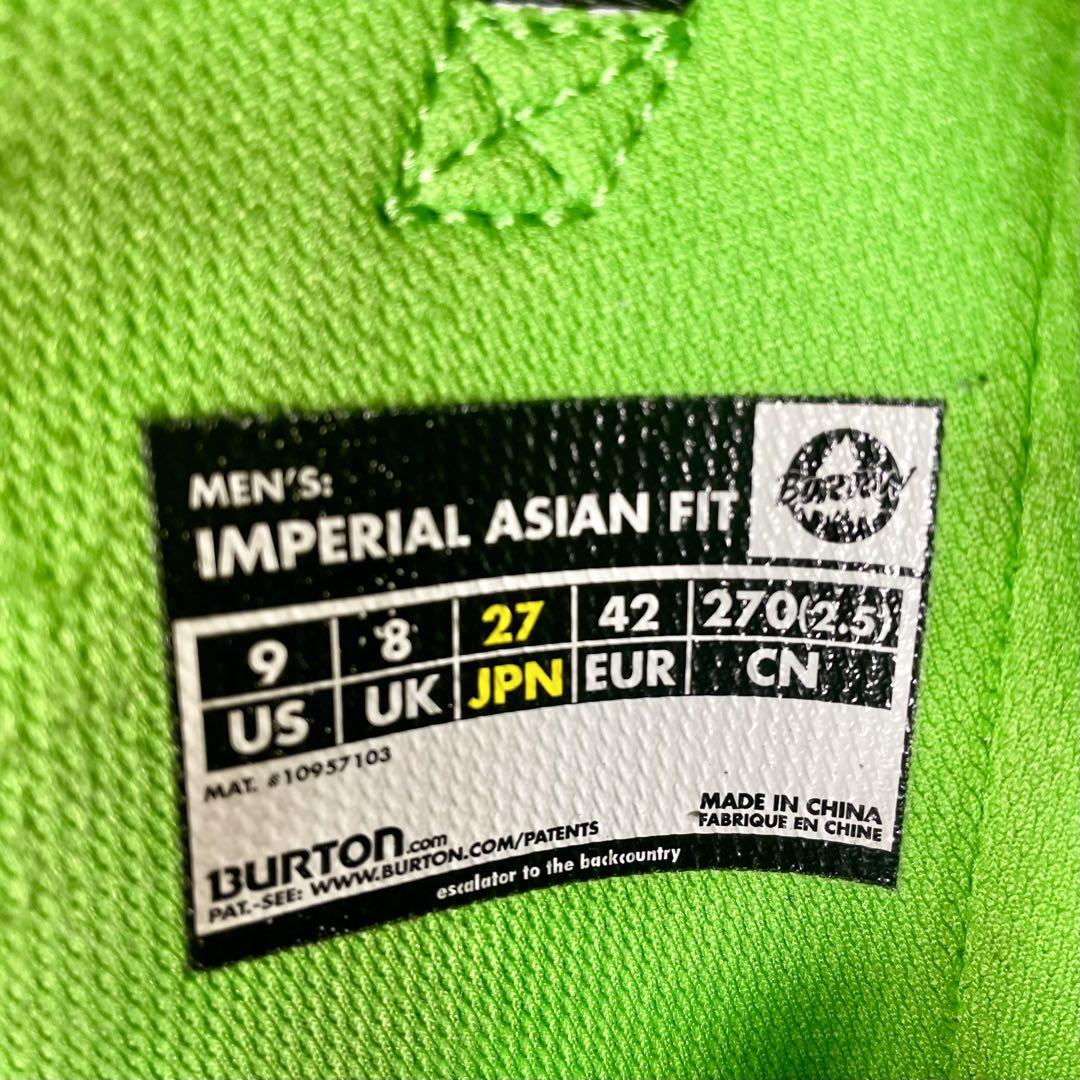 MEN'S:
IMPERIAL ASIAN FIT
BURTON
9 8 27 42 270(2.5)
US UK JPN EUR CN
MAT. #10957103
MADE IN CHINA
FABRIQUE EN CHINE
BURTON.com
PAT.-SEE: WWW.BURTON.COM/PATENTS
escalator to the backcountry